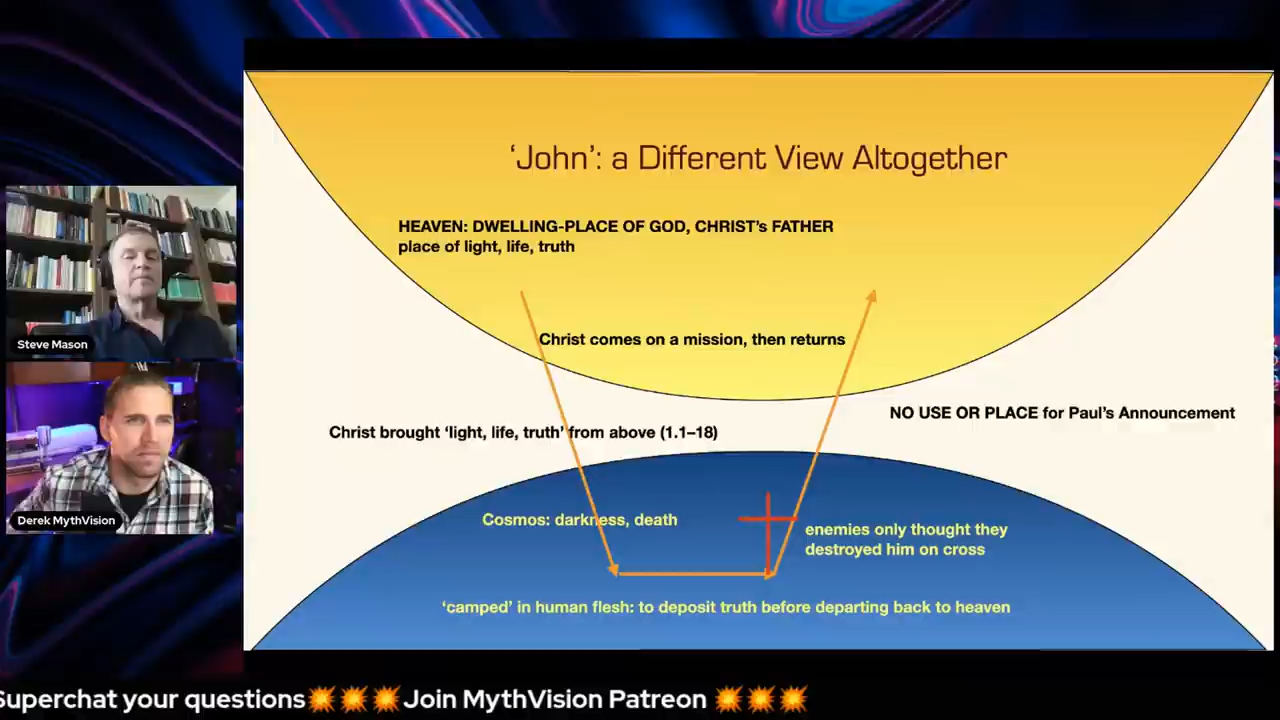 'John': a Different View Altogether
HEAVEN: DWELLING-PLACE OF GOD, CHRIST's FATHER
place of light, life, truth
Christ comes on a mission, then returns
NO USE OR PLACE for Paul's Announcement
Christ brought 'light, life, truth' from above (1.1–18)
Cosmos: darkness, death
enemies only thought they
destroyed him on cross
'camped' in human flesh: to deposit truth before departing back to heaven
Steve Mason
Derek MythVision
Superchat your questions💥💥💥Join MythVision Patreon 💥💥💥